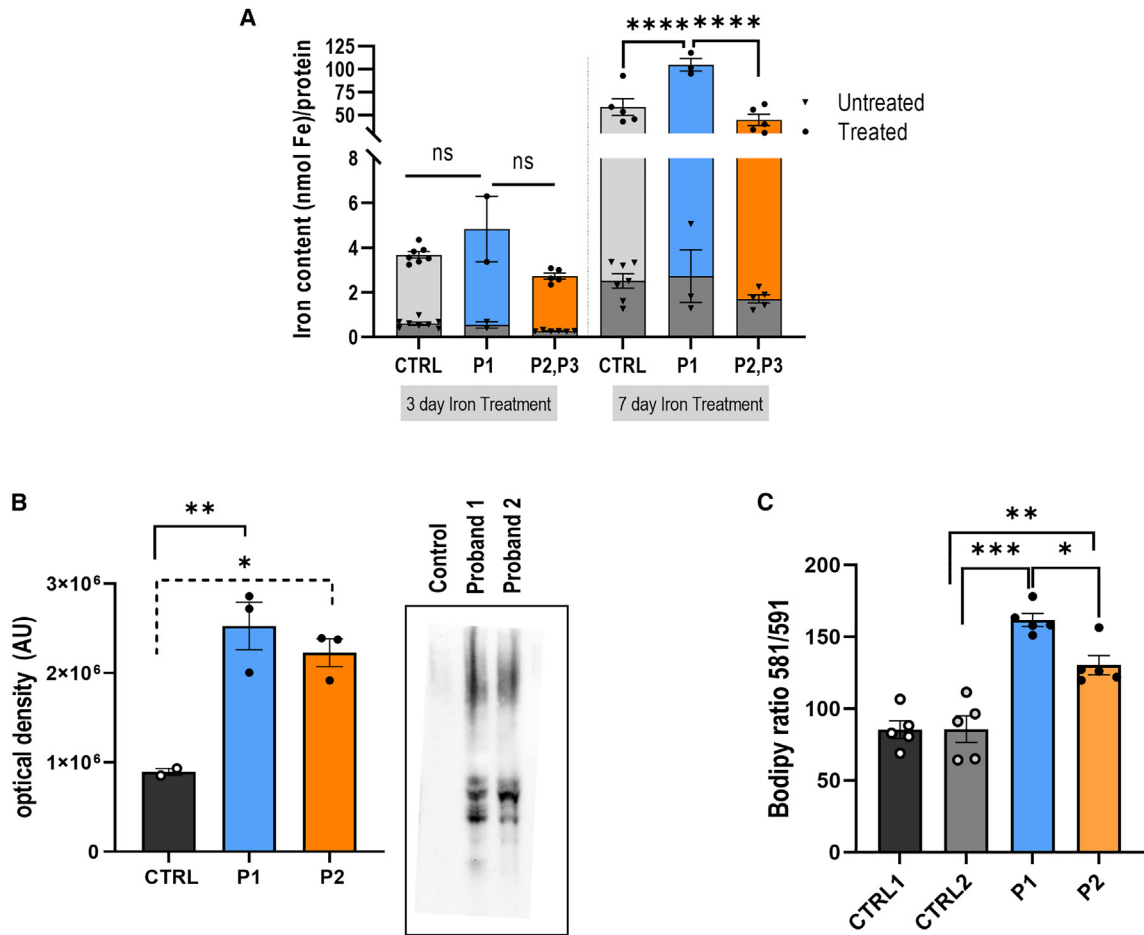 A
Iron content (nmol Fe)/protein
125
100
75
50
8
6
4
2
0
ns
ns
****
****
Untreated
Treated
CTRL
P1
P2,P3
CTRL
P1
P2,P3
3 day Iron Treatment
7 day Iron Treatment
B
optical density (AU)
3×10⁶
2×10⁶
1×10⁶
0
**
*
CTRL
P1
P2
Control
Proband 1
Proband 2
C
Bodipy ratio 581/591
200
150
100
50
0
**
***
*
CTRL1
CTRL2
P1
P2